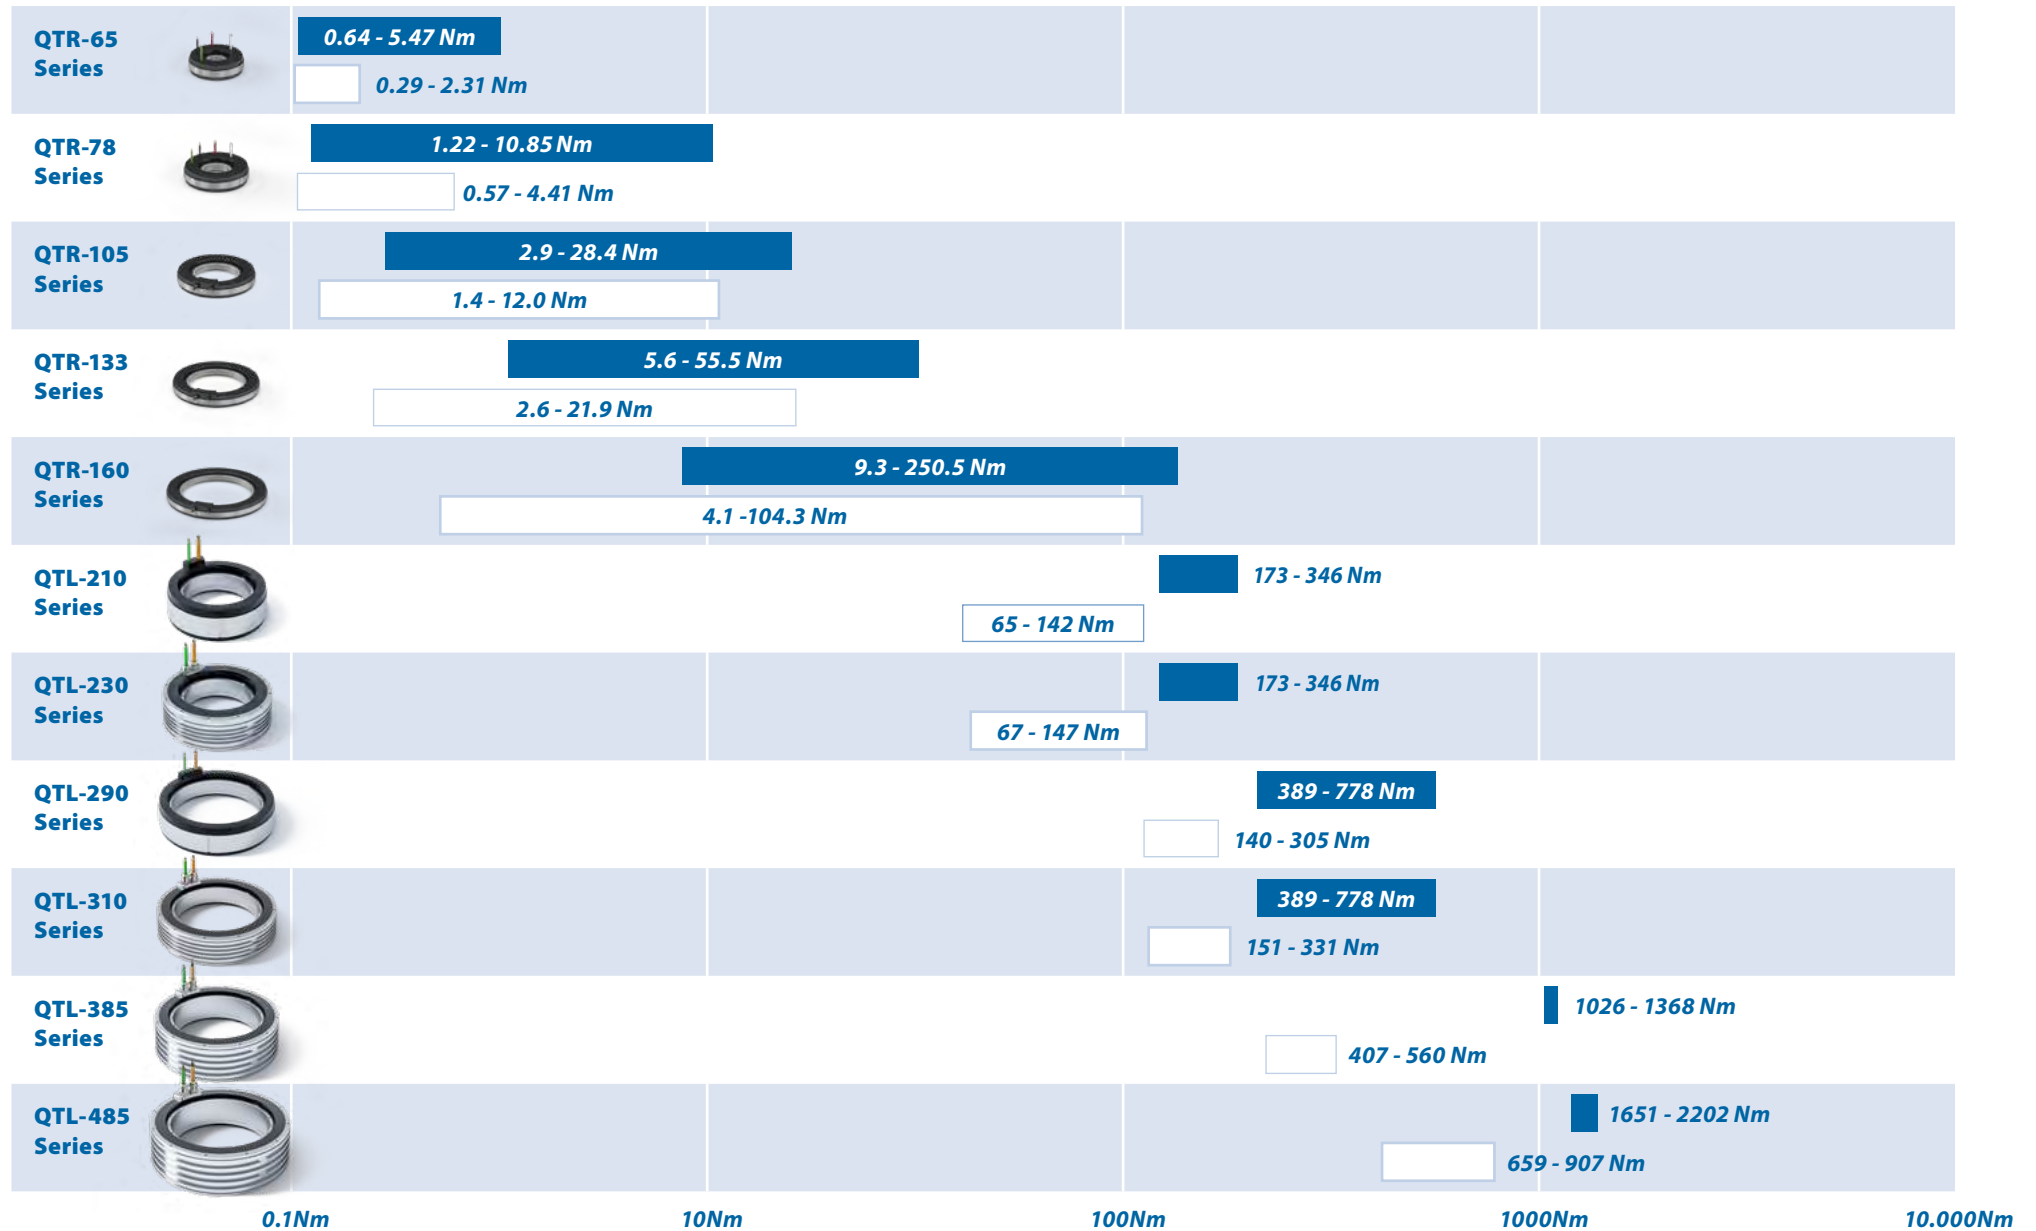 QTR-65
Series
0.64 - 5.47 Nm
0.29 - 2.31 Nm
QTR-78
Series
1.22 - 10.85 Nm
0.57 - 4.41 Nm
QTR-105
Series
2.9 - 28.4 Nm
1.4 - 12.0 Nm
QTR-133
Series
5.6 - 55.5 Nm
2.6 - 21.9 Nm
QTR-160
Series
9.3 - 250.5 Nm
4.1 -104.3 Nm
QTL-210
Series
173 - 346 Nm
65 - 142 Nm
QTL-230
Series
173 - 346 Nm
67 - 147 Nm
QTL-290
Series
389 - 778 Nm
140 - 305 Nm
QTL-310
Series
389 - 778 Nm
151 - 331 Nm
QTL-385
Series
1026 - 1368 Nm
407 - 560 Nm
QTL-485
Series
1651 - 2202 Nm
659 - 907 Nm
0.1Nm 10Nm 100Nm 1000Nm 10.000Nm